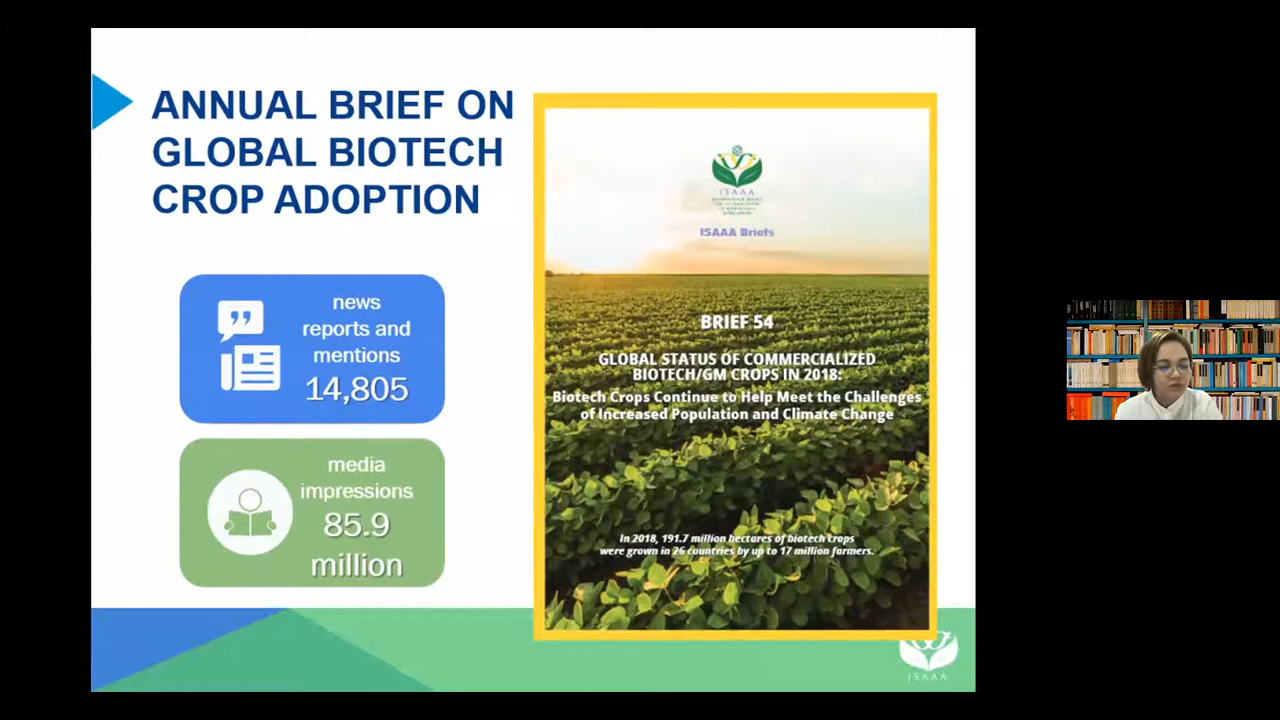 ANNUAL BRIEF ON
GLOBAL BIOTECH
CROP ADOPTION
news
reports and
mentions
14,805
media
impressions
85.9
million
ISAAA
ISAAA Briefs
BRIEF 54
GLOBAL STATUS OF COMMERCIALIZED
BIOTECH/GM CROPS IN 2018:
Biotech Crops Continue to Help Meet the Challenges
of Increased Population and Climate Change
In 2018, 191.7 million hectares of biotech crops
were grown in 26 countries by up to 17 million farmers.
ISAAA